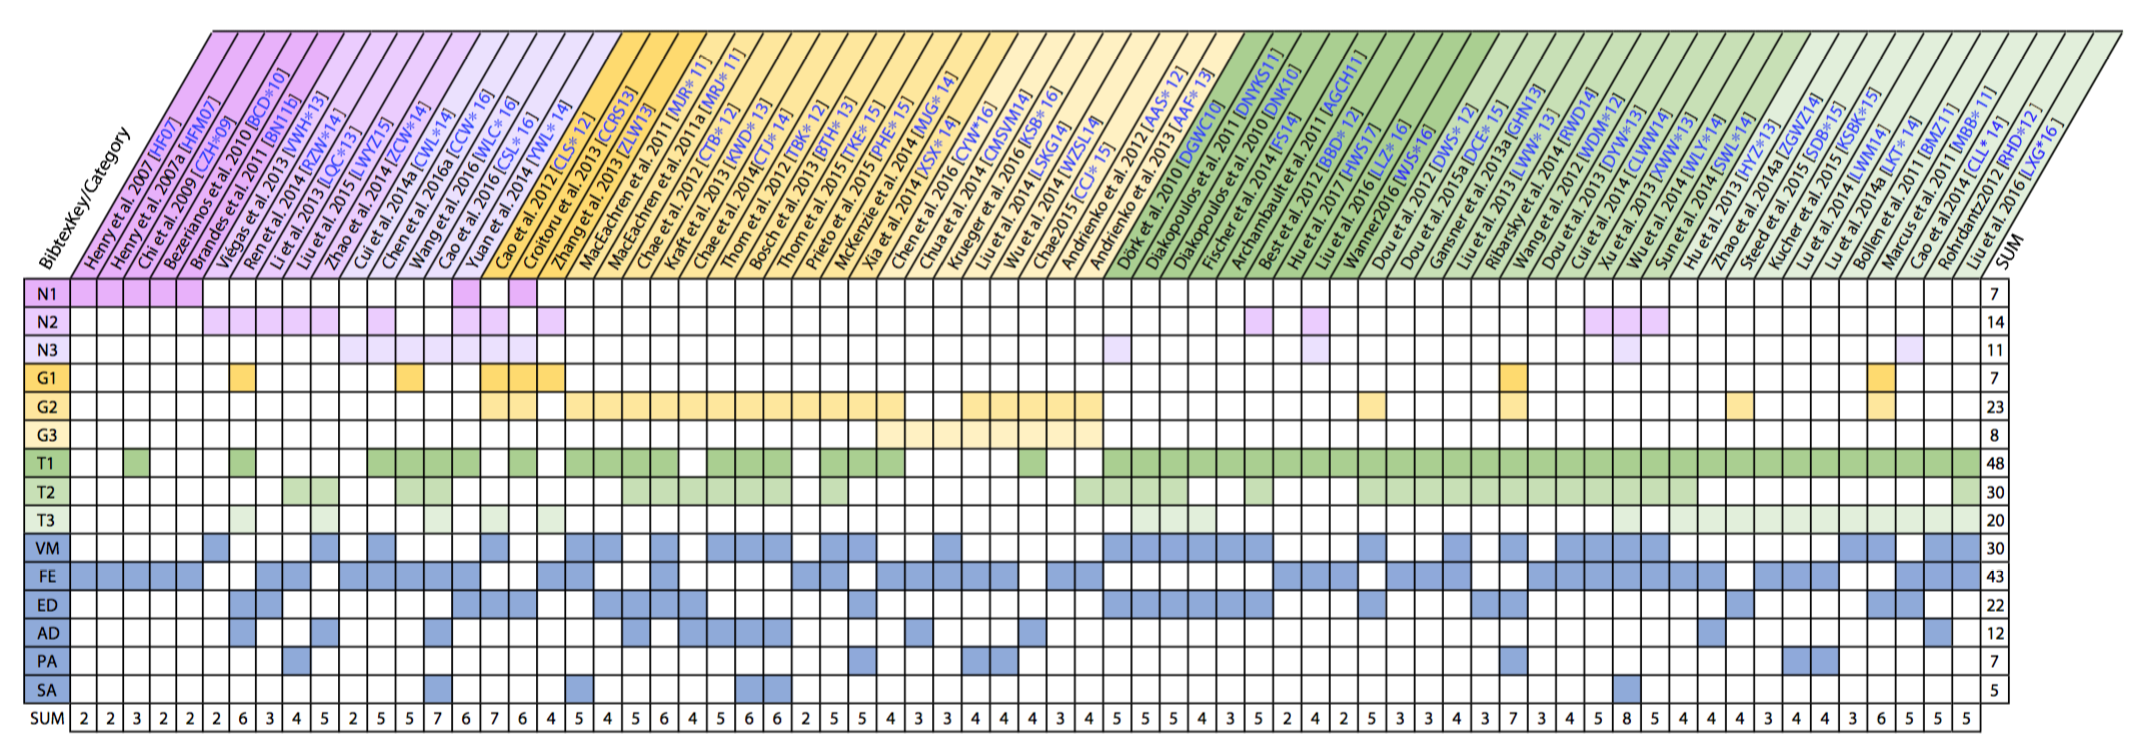 BibtexKey/Category
Henry et al. 2007 [HF07]
Henry et al. 2007a [HFM07]
Chi et al. 2009 [CZH*09]
Bezerianos et al. 2010 [BCD*10]
Brandes et al. 2011 [BN11b]
Viégas et al. 2013 [VWH*13]
Ren et al. 2014 [RZW*14]
Li et al. 2013 [LQC*13]
Liu et al. 2015 [LWYZ15]
Zhao et al. 2014 [ZCW*14]
Cui et al. 2014a [CWL*14]
Chen et al. 2016a [CCW*16]
Wang et al. 2016 [WLC*16]
Cao et al. 2016 [CSL*16]
Yuan et al. 2014 [YWL*14]
Cao et al. 2012 [CLS*12]
Croitoru et al. 2013 [CCRS13]
Zhang et al. 2013 [ZLW13]
MacEachren et al. 2011 [MJR*11]
MacEachren et al. 2011a [MRJ*11]
Chae et al. 2012 [CTB*12]
Kraft et al. 2013 [KWD*13]
Chae et al. 2014[CTJ*14]
Thom et al. 2012 [TBK*12]
Bosch et al. 2013 [BTH*13]
Thom et al. 2015 [TKE*15]
Prieto et al. 2015 [PHE*15]
McKenzie et al. 2014 [MJG*14]
Xia et al. 2014 [XSX*14]
Chen et al. 2016 [CYW*16]
Chua et al. 2014 [CMSVM14]
Krueger et al. 2016 [KSB*16]
Liu et al. 2014 [LSKG14]
Wu et al. 2014 [WZSL14]
Chae2015 [CCJ*15]
Andrienko et al. 2012 [AAS*12]
Andrienko et al. 2013 [AAF*13]
Dörk et al. 2010 [DGWC10]
Diakopoulos et al. 2011 [DNYKS11]
Diakopoulos et al. 2010 [DNK10]
Fischer et al. 2014 [FS14]
Archambault et al. 2011 [AGCH11]
Best et al. 2012 [BBD*12]
Hu et al. 2017 [HWS17]
Liu et al. 2016 [LLZ*16]
Wanner2016 [WJS*16]
Dou et al. 2012 [DWS*12]
Dou et al. 2015a [DCE*15]
Gansner et al. 2013a [GHN13]
Liu et al. 2013 [LWW*13]
Ribarsky et al. 2014 [RWD14]
Wang et al. 2012 [WDM*12]
Dou et al. 2013 [DYW*13]
Cui et al. 2014 [CLWW14]
Xu et al. 2013 [XWW*13]
Wu et al. 2014 [WLY*14]
Sun et al. 2014 [SWL*14]
Hu et al. 2013 [HYZ*13]
Zhao et al. 2014a [ZGWZ14]
Steed et al. 2015 [SDB*15]
Kucher et al. 2015 [KSBK*15]
Lu et al. 2014 [LWM14]
Lu et al. 2014a [LKT*14]
Bollen et al. 2011 [BMZ11]
Marcus et al. 2011 [MBB*11]
Cao et al.2014 [CLL*14]
Rohrdantz2012 [RHD*12]
Liu et al. 2016 [LXG*16]
SUM
N1 7
N2 14
N3 11
G1 7
G2 23
G3 8
T1 48
T2 30
T3 20
VM 30
FE 43
ED 22
AD 12
PA 7
SA 5
SUM 2 2 3 2 2 2 6 3 4 5 2 5 5 7 6 7 6 4 5 4 5 6 4 5 6 6 2 5 5 4 3 3 4 4 4 3 4 5 5 5 4 3 5 2 4 2 5 3 3 4 3 7 3 4 5 8 5 4 4 4 3 4 4 3 6 5 5 5